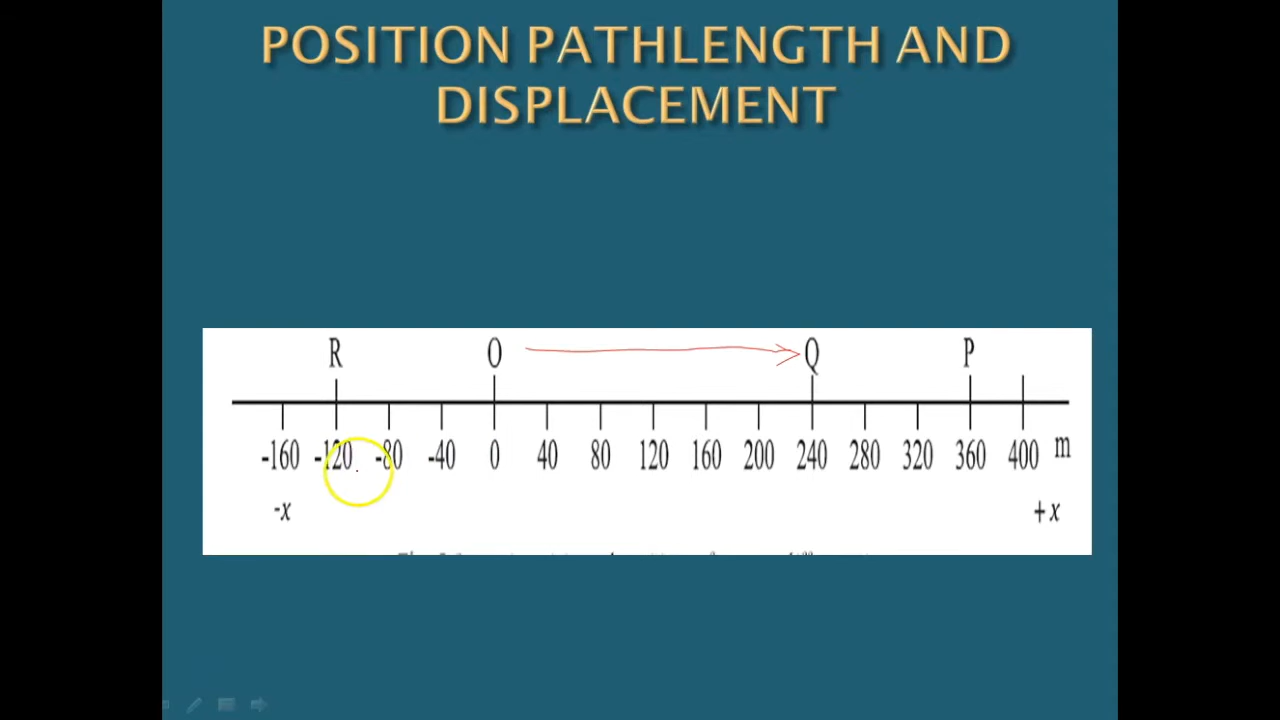 POSITION PATHLENGTH AND
DISPLACEMENT
R O Q P
-160 -120 -80 -40 0 40 80 120 160 200 240 280 320 360 400 m
-x +x